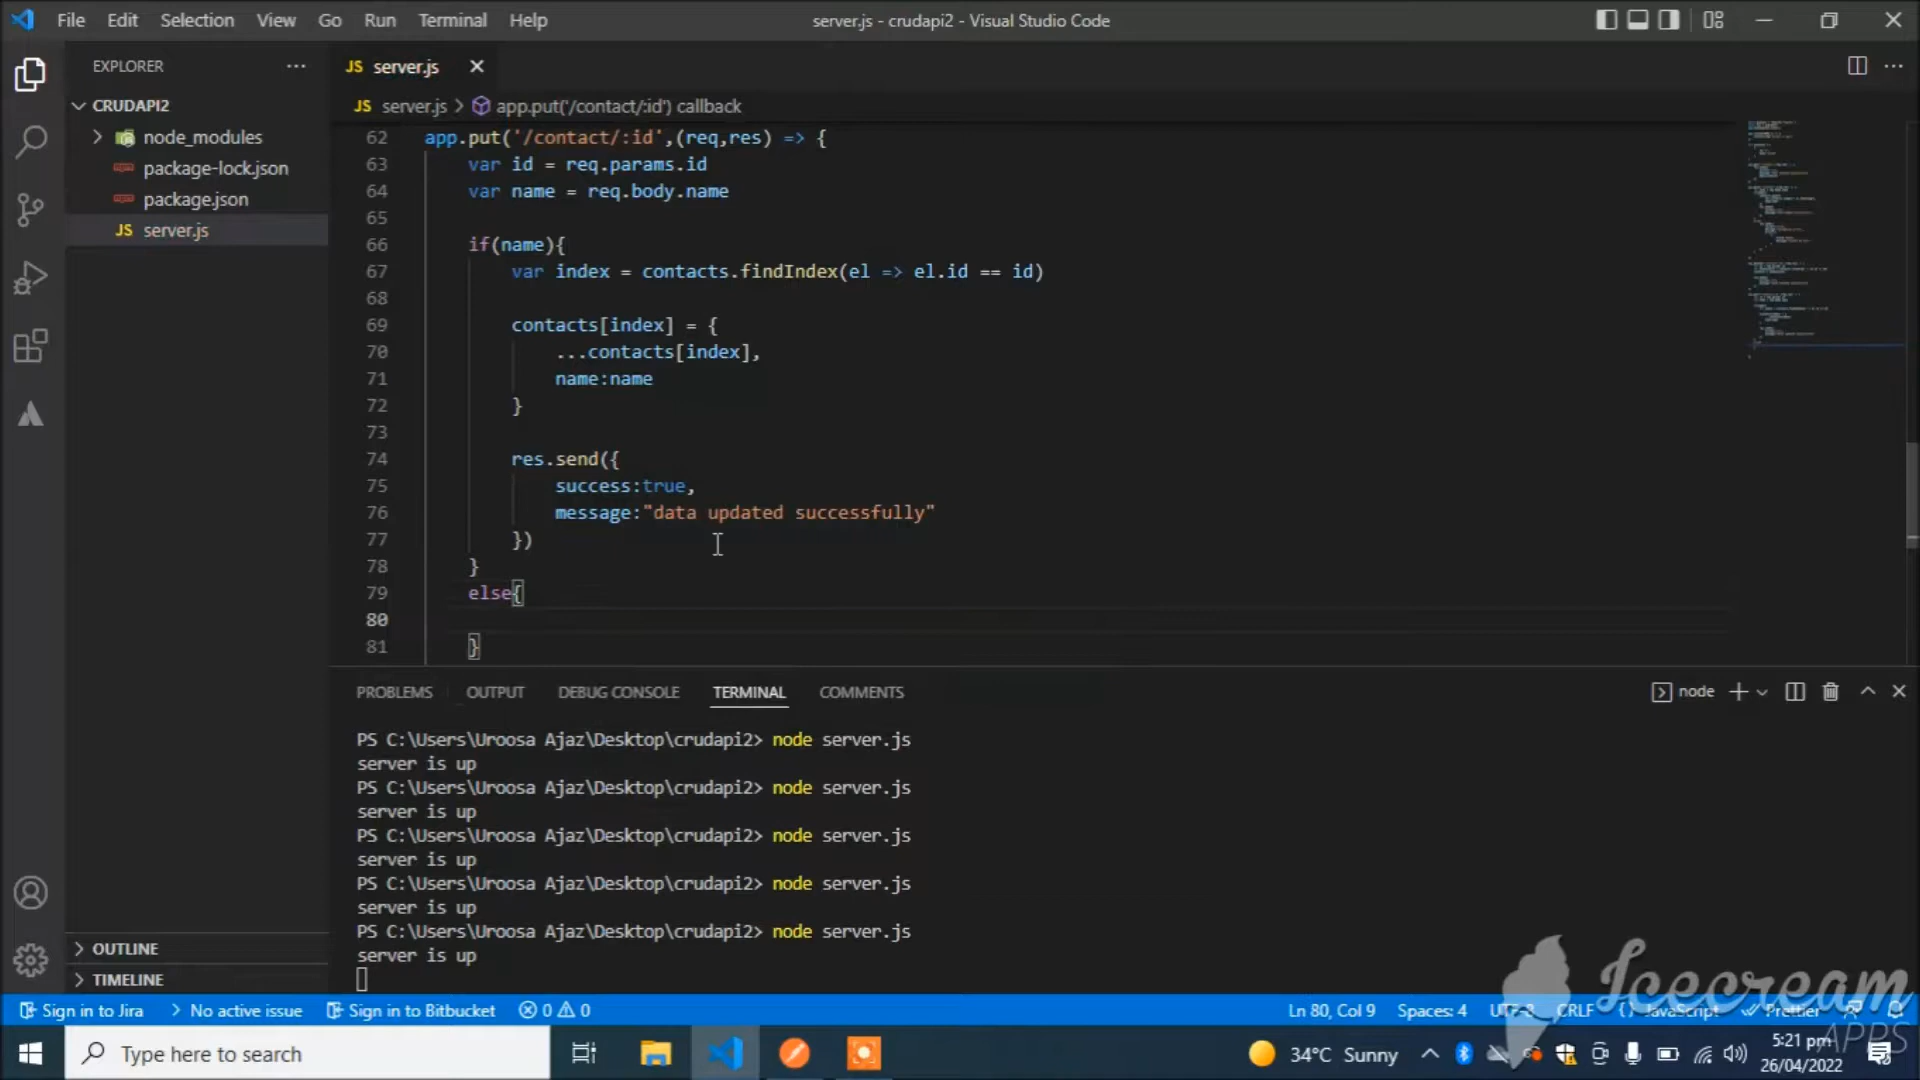 File Edit Selection View Go Run Terminal Help
server.js - crudapi2 - Visual Studio Code
EXPLORER
CRUDAPI2
node_modules
package-lock.json
package.json
JS server.js
JS server.js
JS server.js > app.put('/contact/:id') callback
62 app.put('/contact/:id',(req,res) => {
63 var id = req.params.id
64 var name = req.body.name
65
66 if(name){
67 var index = contacts.findIndex(el => el.id == id)
68
69 contacts[index] = {
70 ...contacts[index],
71 name:name
72 }
73
74 res.send({
75 success:true,
76 message:"data updated successfully"
77 })
78 }
79 else{
80
81 }
PROBLEMS OUTPUT DEBUG CONSOLE TERMINAL COMMENTS
node
PS C:\Users\Uroosa Ajaz\Desktop\crudapi2> node server.js
server is up
PS C:\Users\Uroosa Ajaz\Desktop\crudapi2> node server.js
server is up
PS C:\Users\Uroosa Ajaz\Desktop\crudapi2> node server.js
server is up
PS C:\Users\Uroosa Ajaz\Desktop\crudapi2> node server.js
server is up
PS C:\Users\Uroosa Ajaz\Desktop\crudapi2> node server.js
server is up
OUTLINE
TIMELINE
Sign in to Jira > No active issue Sign in to Bitbucket 0 0
Ln 80, Col 9 Spaces: 4 UTF-8 CRLF {} JavaScript Prettier
Icecream
APPS
Type here to search
34°C Sunny
5:21 pm
26/04/2022